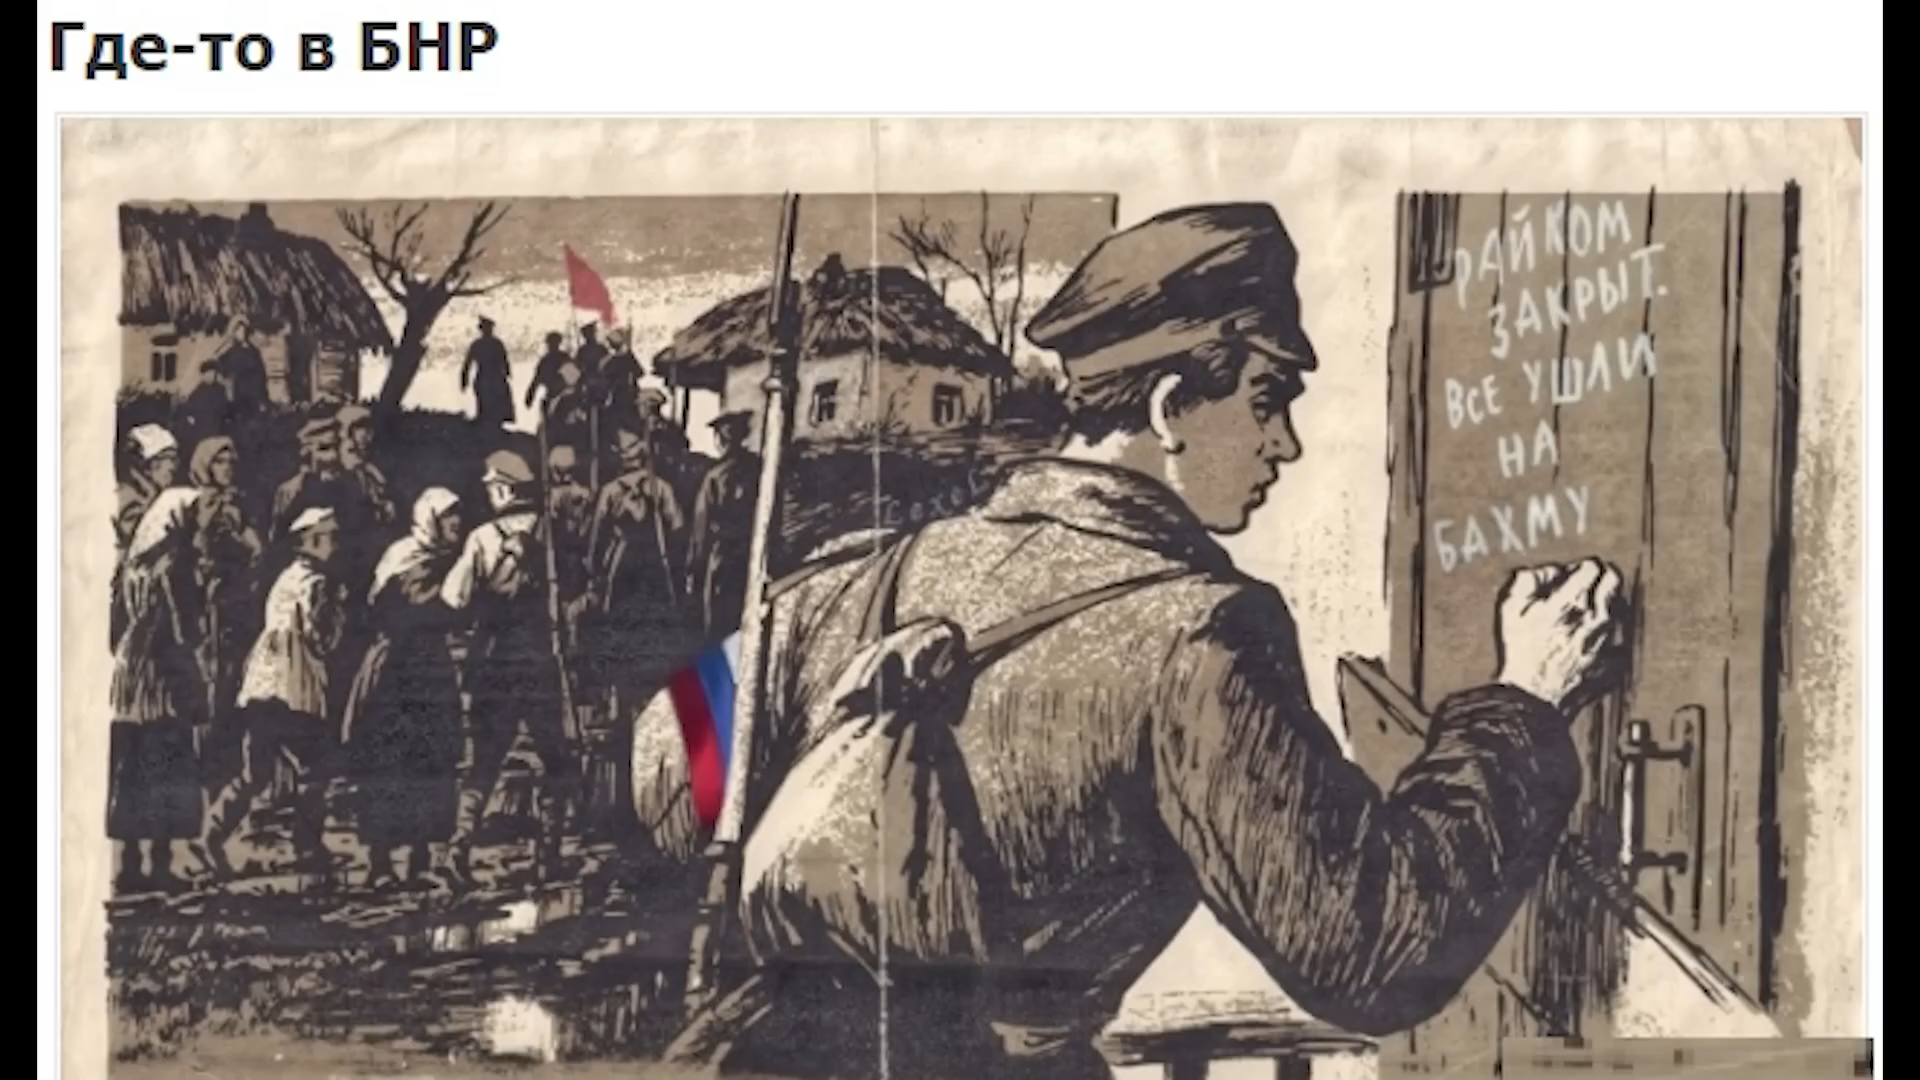 Где-то в БНР
РАЙКОМ
ЗАКРЫТ.
ВСЕ УШЛИ
НА
БАХМУ